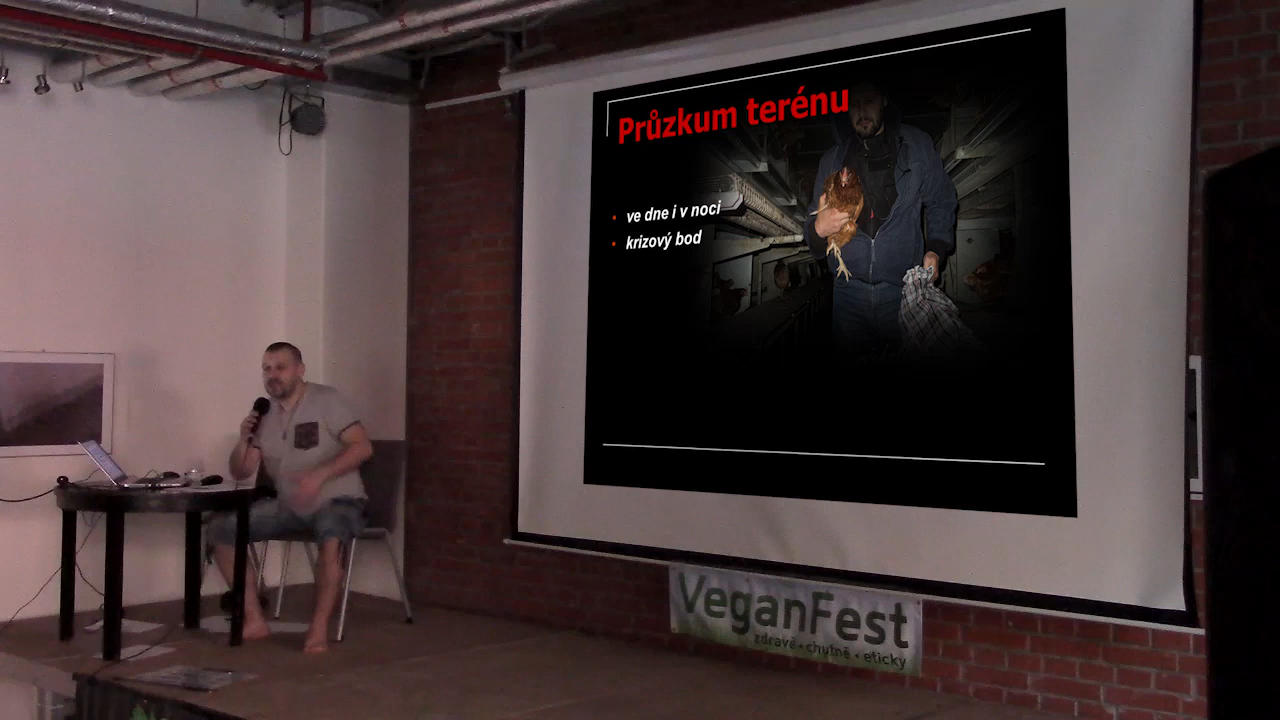 Průzkum terénu
ve dne i v noci
krizový bod
VeganFest
zdravě • chutně • eticky